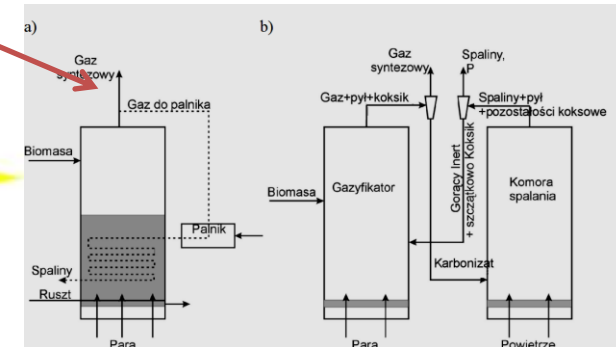 a)
Gaz
syntezowy
Gaz do palnika
Biomasa
Palnik
Spaliny
Ruszt
Para
b)
Gaz
syntezowy
Spaliny,
P
Gaz+pył+koksik
Spaliny+pył
+pozostałości koksowe
Biomasa
Gazyfikator
Gorący Inert
+ szczątkowo Koksik
Komora
spalania
Karbonizat
Para
Powietrze